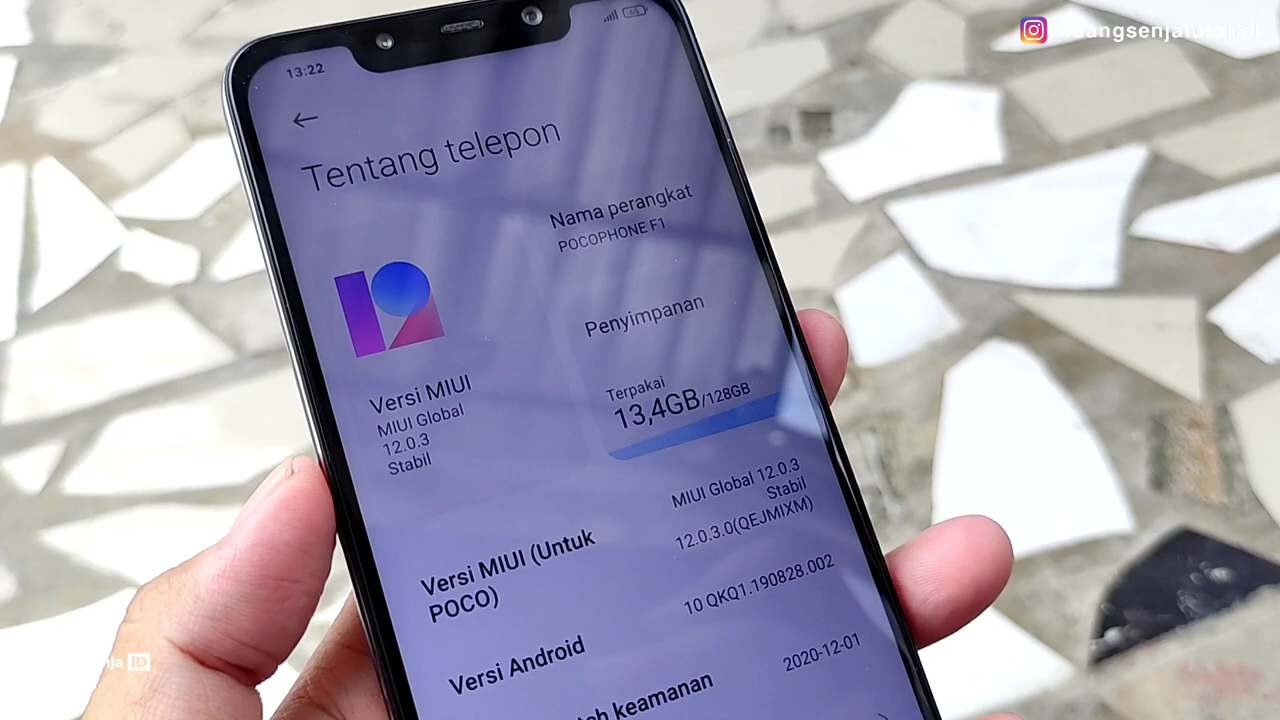 uangsenjatutorial
13:22
Tentang telepon
Nama perangkat
POCOPHONE F1
Penyimpanan
Terpakai
13,4GB/128GB
Versi MIUI
MIUI Global
12.0.3
Stabil
Versi MIUI (Untuk
POCO)
MIUI Global 12.0.3
Stabil
12.0.3.0(QEJMIXM)
Versi Android
10 QKQ1.190828.002
keamanan
2020-12-01
ID